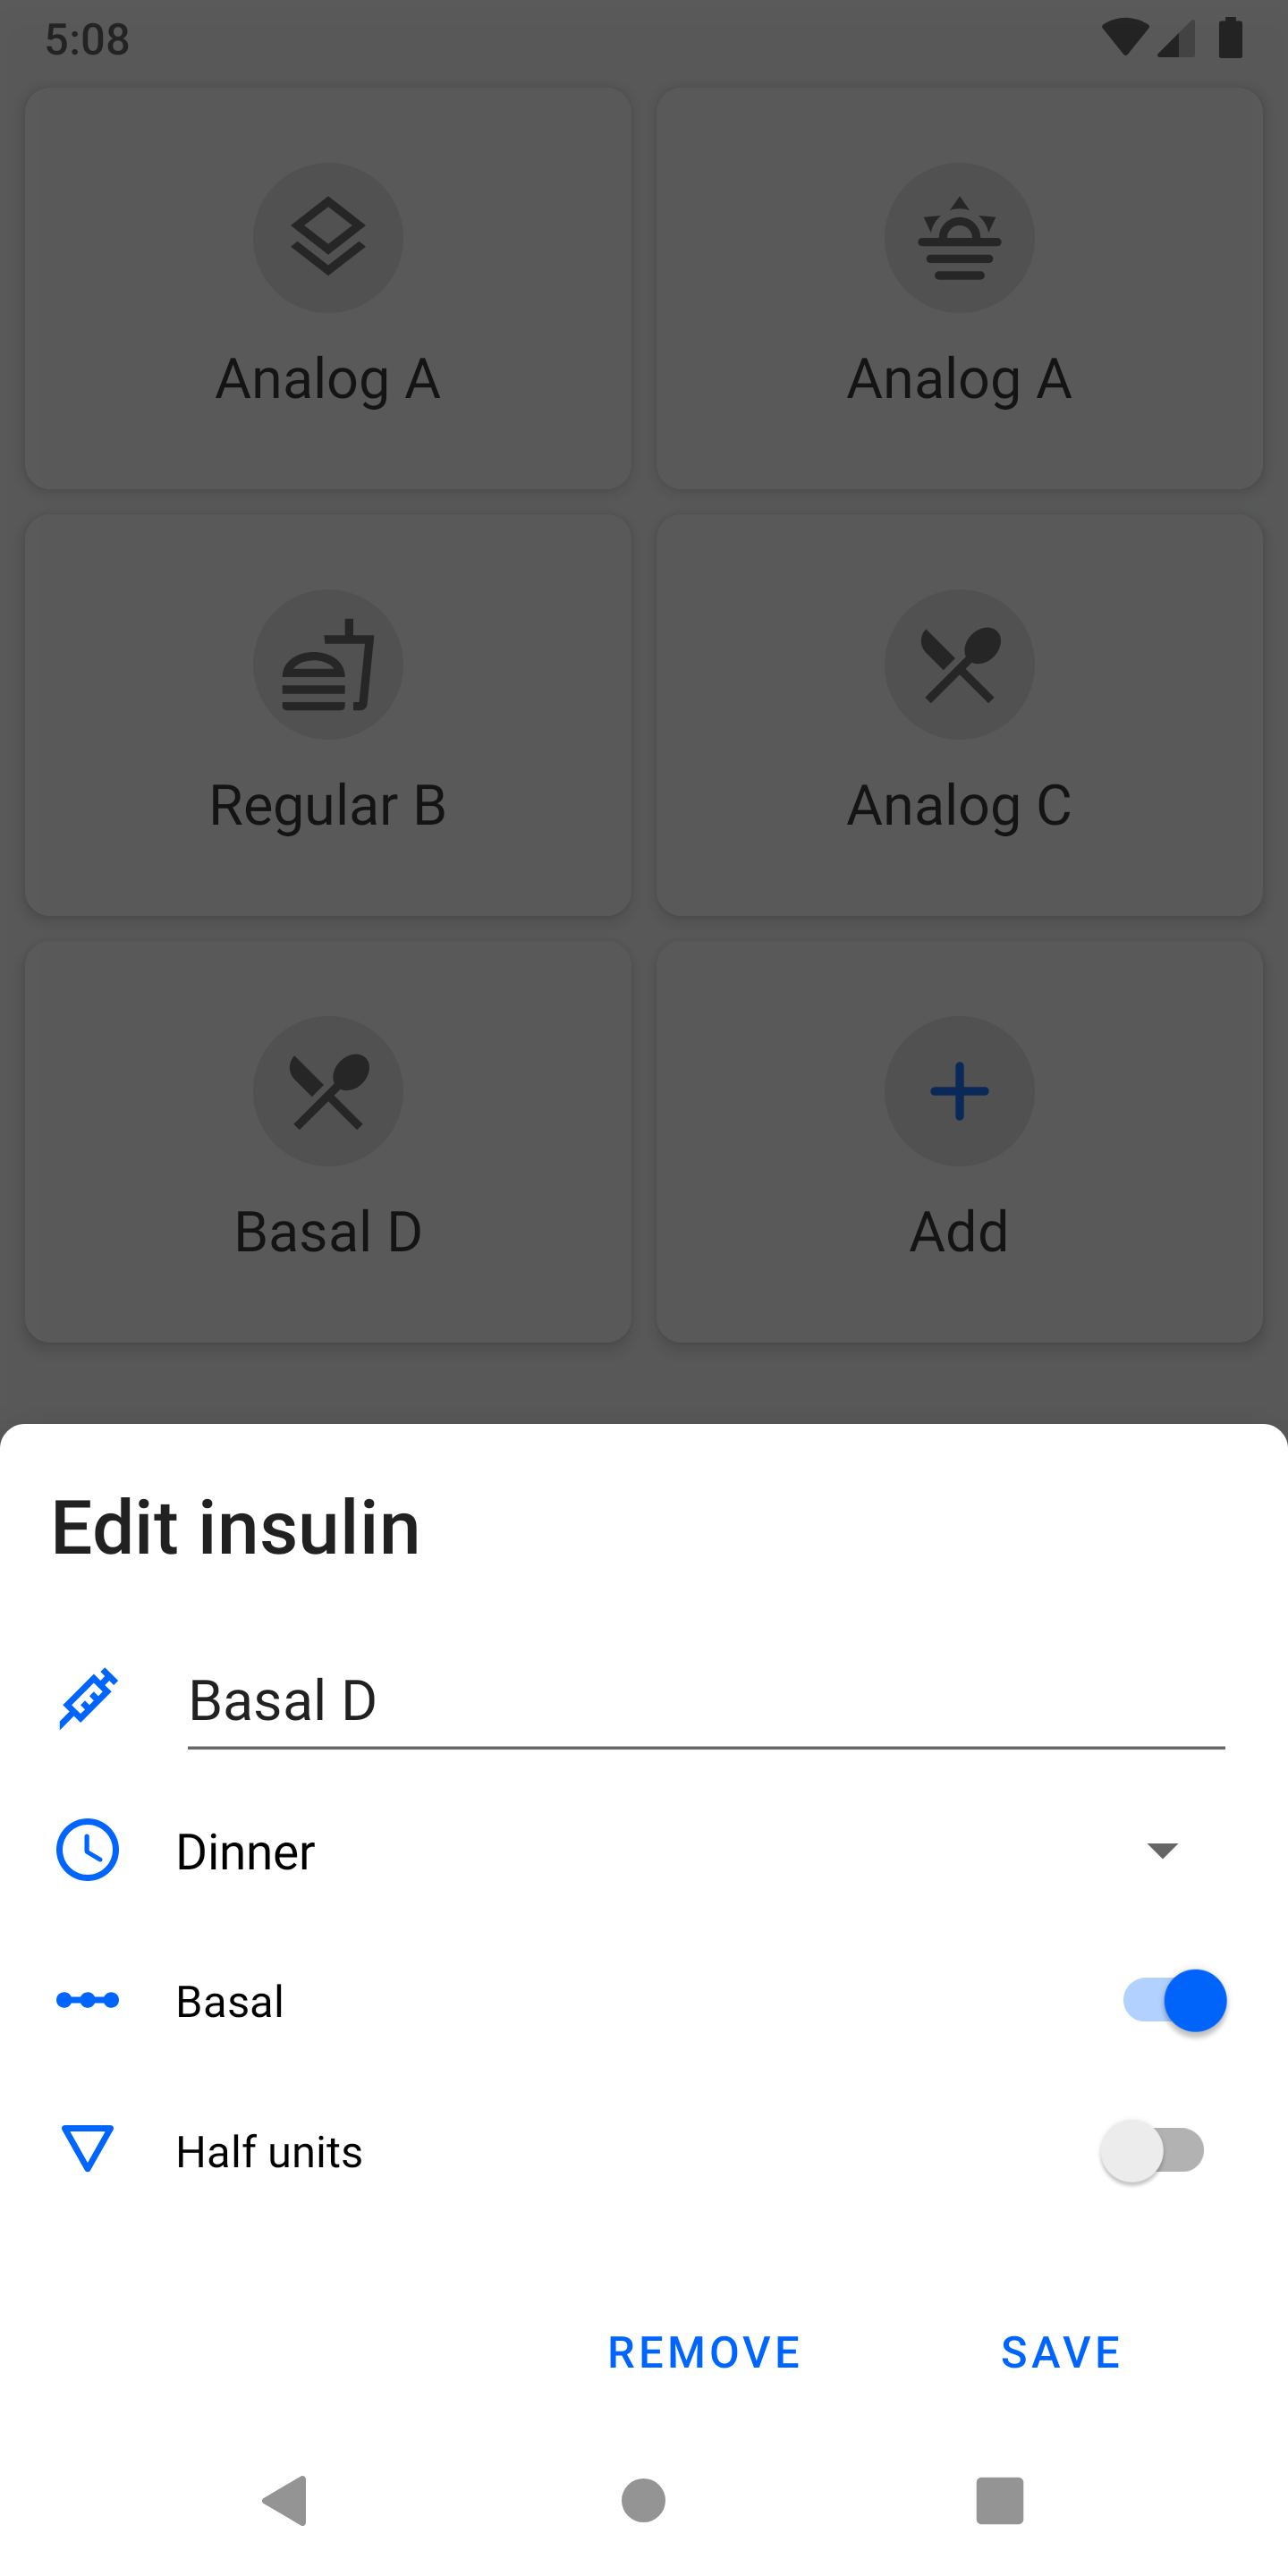 5:08
Analog A
Analog A
Regular B
Analog C
Basal D
Add
Edit insulin
Basal D
Dinner
Basal
Half units
REMOVE
SAVE